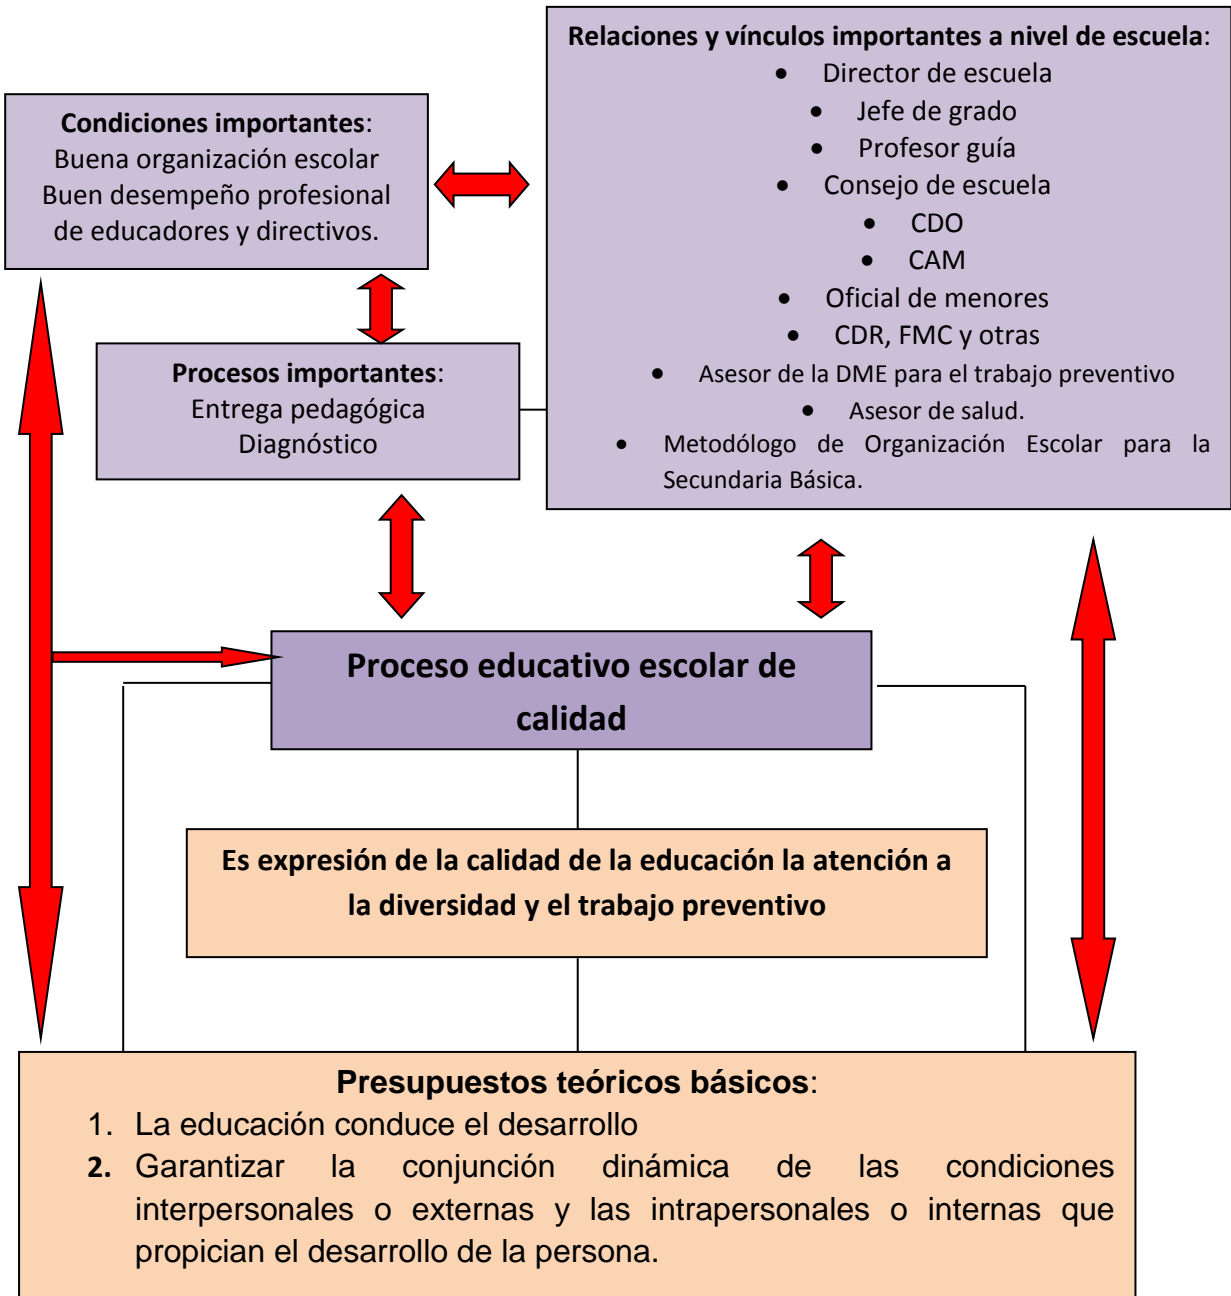 Relaciones y vínculos importantes a nivel de escuela:
• Director de escuela
• Jefe de grado
• Profesor guía
• Consejo de escuela
• CDO
• CAM
• Oficial de menores
• CDR, FMC y otras
• Asesor de la DME para el trabajo preventivo
• Asesor de salud.
• Metodólogo de Organización Escolar para la
Secundaria Básica.
Condiciones importantes:
Buena organización escolar
Buen desempeño profesional
de educadores y directivos.
Procesos importantes:
Entrega pedagógica
Diagnóstico
Proceso educativo escolar de
calidad
Es expresión de la calidad de la educación la atención a
la diversidad y el trabajo preventivo
Presupuestos teóricos básicos:
1. La educación conduce el desarrollo
2. Garantizar la conjunción dinámica de las condiciones
interpersonales o externas y las intrapersonales o internas que
propician el desarrollo de la persona.